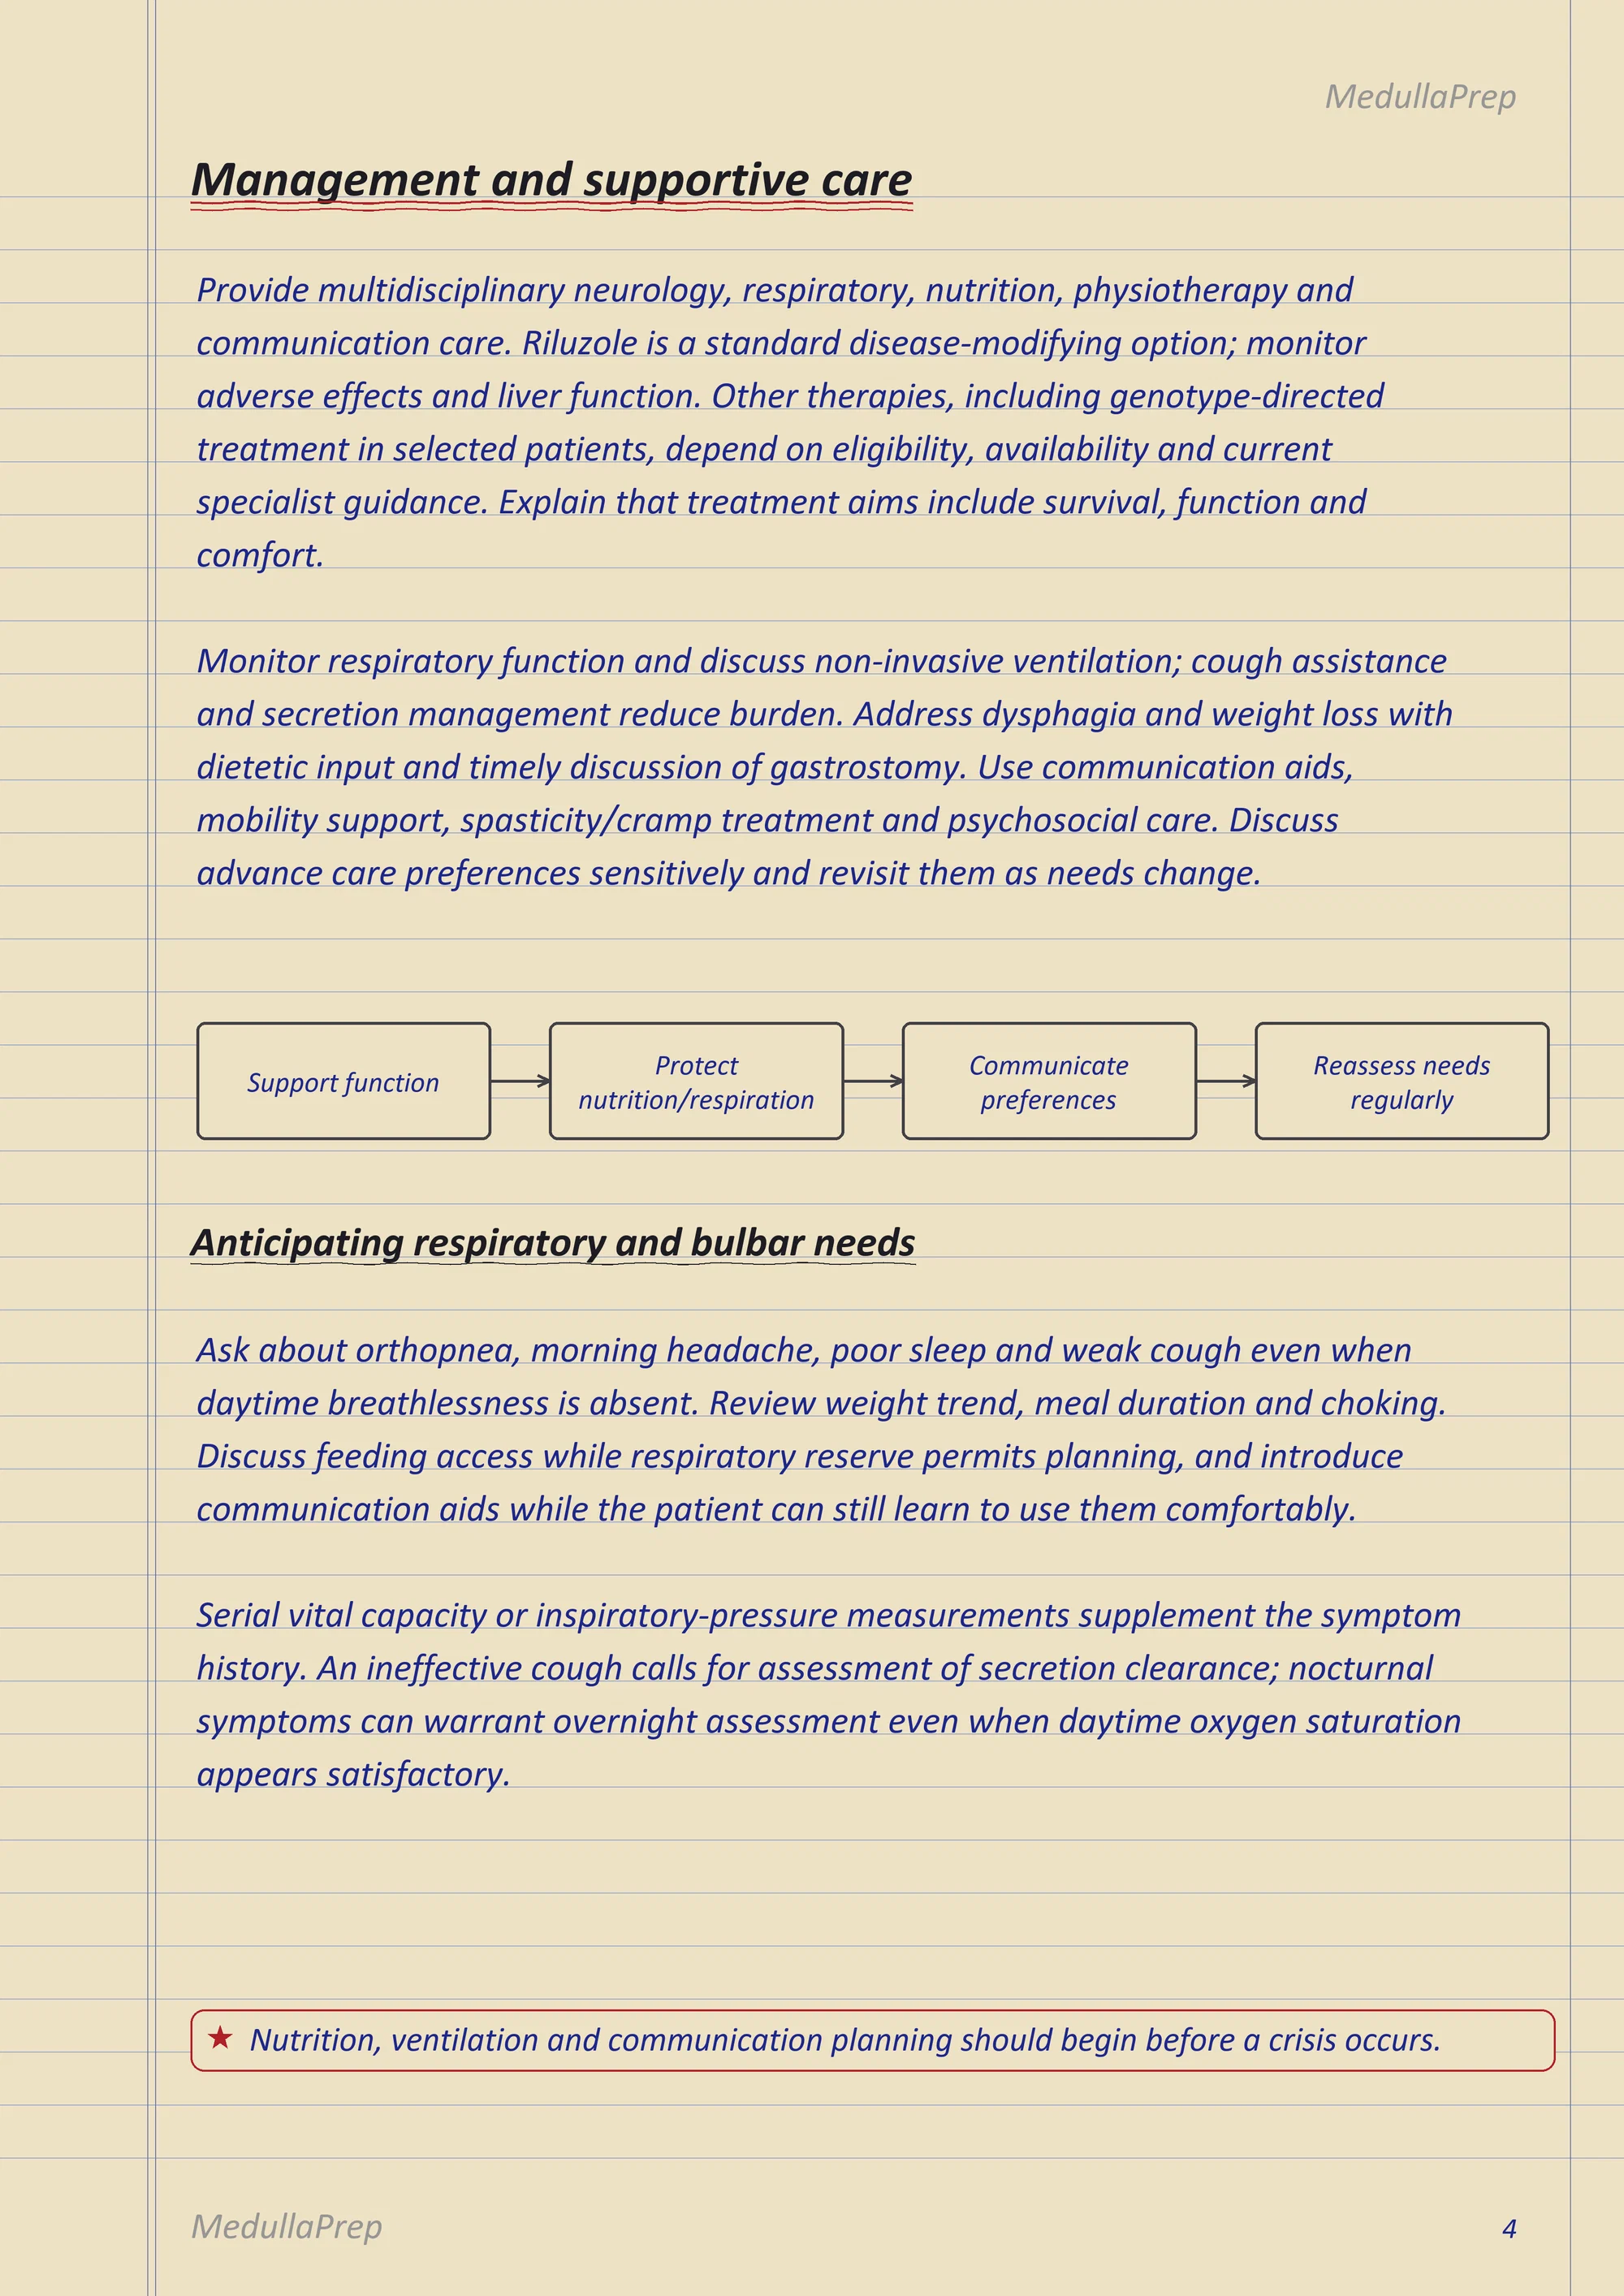 MedullaPrep
Management and supportive care
Provide multidisciplinary neurology, respiratory, nutrition, physiotherapy and
communication care. Riluzole is a standard disease-modifying option; monitor
adverse effects and liver function. Other therapies, including genotype-directed
treatment in selected patients, depend on eligibility, availability and current
specialist guidance. Explain that treatment aims include survival, function and
comfort.
Monitor respiratory function and discuss non-invasive ventilation; cough assistance
and secretion management reduce burden. Address dysphagia and weight loss with
dietetic input and timely discussion of gastrostomy. Use communication aids,
mobility support, spasticity/cramp treatment and psychosocial care. Discuss
advance care preferences sensitively and revisit them as needs change.
Support function
Protect
nutrition/respiration
Communicate
preferences
Reassess needs
regularly
Anticipating respiratory and bulbar needs
Ask about orthopnea, morning headache, poor sleep and weak cough even when
daytime breathlessness is absent. Review weight trend, meal duration and choking.
Discuss feeding access while respiratory reserve permits planning, and introduce
communication aids while the patient can still learn to use them comfortably.
Serial vital capacity or inspiratory-pressure measurements supplement the symptom
history. An ineffective cough calls for assessment of secretion clearance; nocturnal
symptoms can warrant overnight assessment even when daytime oxygen saturation
appears satisfactory.
★ Nutrition, ventilation and communication planning should begin before a crisis occurs.
MedullaPrep
4